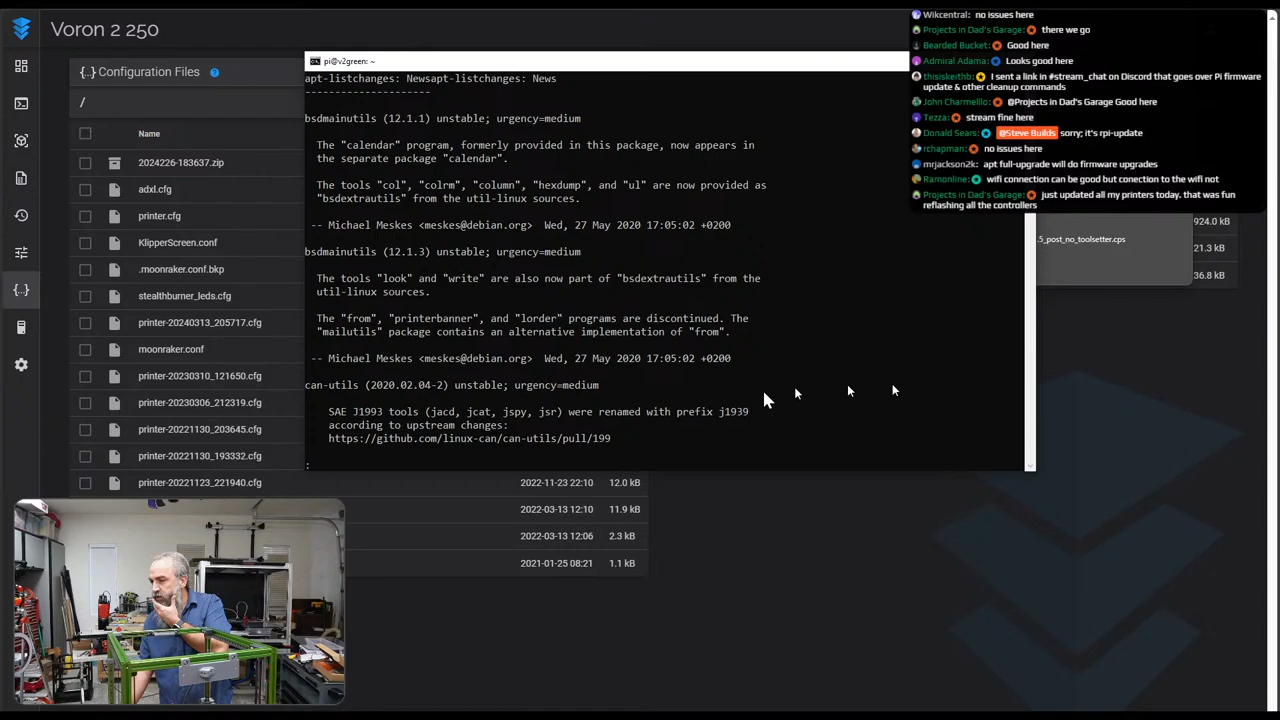 Voron 2 250
{..} Configuration Files
/
Name
2024226-183637.zip
adxl.cfg
printer.cfg
KlipperScreen.conf
.moonraker.conf.bkp
stealthburner_leds.cfg
printer-20240313_205717.cfg
moonraker.conf
printer-20230310_121650.cfg
printer-20230306_212319.cfg
printer-20221130_203645.cfg
printer-20221130_193332.cfg
printer-20221123_221940.cfg
2022-11-23 22:10 12.0 kB
2022-03-13 12:10 11.9 kB
2022-03-13 12:06 2.3 kB
2021-01-25 08:21 1.1 kB
pi@v2green: ~
apt-listchanges: Newsapt-listchanges: News
---------------------
bsdmainutils (12.1.1) unstable; urgency=medium
The "calendar" program, formerly provided in this package, now appears
in the separate package "calendar".
The tools "col", "colrm", "column", "hexdump", and "ul" are now provided as
"bsdextrautils" from the util-linux sources.
-- Michael Meskes <meskes@debian.org> Wed, 27 May 2020 17:05:02 +0200
bsdmainutils (12.1.3) unstable; urgency=medium
The tools "look" and "write" are also now part of "bsdextrautils" from the
util-linux sources.
The "from", "printerbanner", and "lorder" programs are discontinued. The
"mailutils" package contains an alternative implementation of "from".
-- Michael Meskes <meskes@debian.org> Wed, 27 May 2020 17:05:02 +0200
can-utils (2020.02.04-2) unstable; urgency=medium
SAE J1993 tools (jacd, jcat, jspy, jsr) were renamed with prefix j1939
according to upstream changes:
https://github.com/linux-can/can-utils/pull/199
:
Wikcentral: no issues here
Projects in Dad's Garage: there we go
Bearded Bucket: Good here
Admiral Adama: Looks good here
thisiskeithb: I sent a link in #stream_chat on Discord that goes over Pi firmware
update & other cleanup commands
John Charmelllo: @Projects in Dad's Garage Good here
Tezza: stream fine here
Donald Sears: @Steve Builds sorry; it's rpi-update
rchapman: no issues here
mrjackson2k: apt full-upgrade will do firmware upgrades
Ramonline: wifi connection can be good but conection to the wifi not
Projects in Dad's Garage: just updated all my printers today. that was fun
reflashing all the controllers
924.0 kB
.5_post_no_toolsetter.cps
21.3 kB
36.8 kB